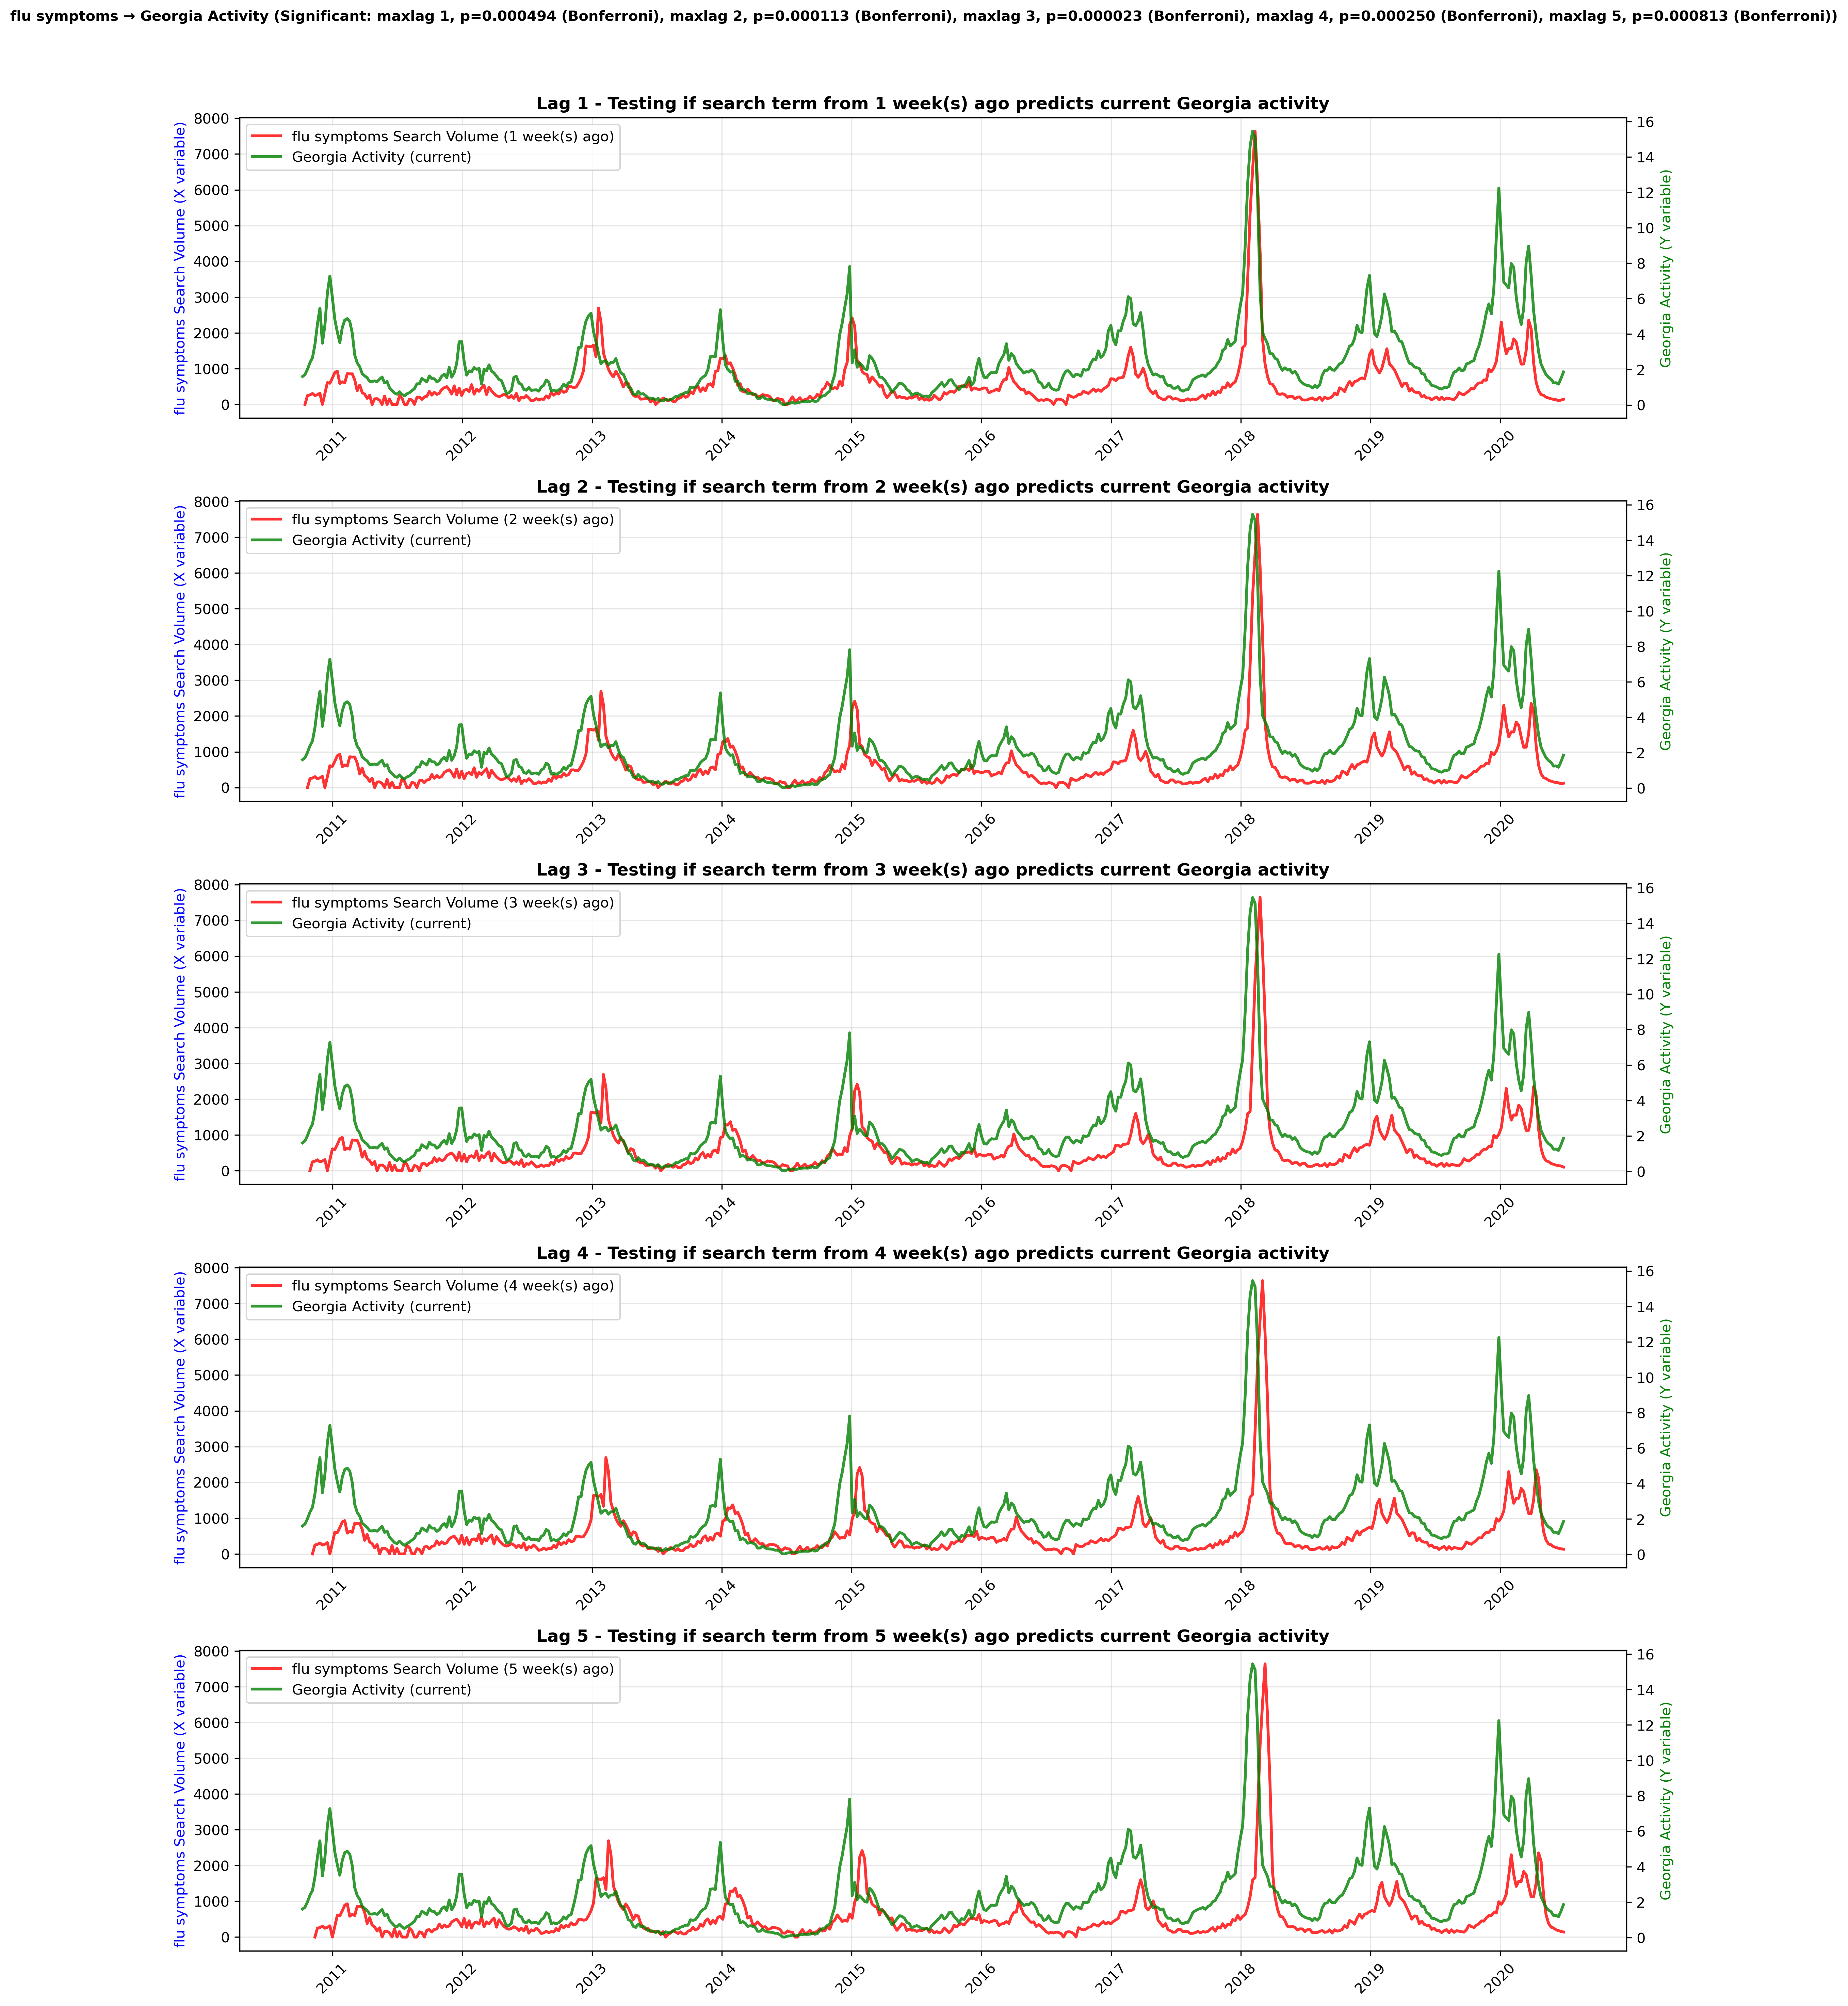 flu symptoms → Georgia Activity (Significant: maxlag 1, p=0.000494 (Bonferroni), maxlag 2, p=0.000113 (Bonferroni), maxlag 3, p=0.000023 (Bonferroni), maxlag 4, p=0.000250 (Bonferroni), maxlag 5, p=0.000813 (Bonferroni))
Lag 1 - Testing if search term from 1 week(s) ago predicts current Georgia activity
flu symptoms Search Volume (1 week(s) ago)
Georgia Activity (current)
flu symptoms Search Volume (X variable)
8000
7000
6000
5000
4000
3000
2000
1000
0
16
14
12
10
8
6
4
2
0
Georgia Activity (Y variable)
2011 2012 2013 2014 2015 2016 2017 2018 2019 2020
Lag 2 - Testing if search term from 2 week(s) ago predicts current Georgia activity
flu symptoms Search Volume (2 week(s) ago)
Georgia Activity (current)
flu symptoms Search Volume (X variable)
8000
7000
6000
5000
4000
3000
2000
1000
0
16
14
12
10
8
6
4
2
0
Georgia Activity (Y variable)
2011 2012 2013 2014 2015 2016 2017 2018 2019 2020
Lag 3 - Testing if search term from 3 week(s) ago predicts current Georgia activity
flu symptoms Search Volume (3 week(s) ago)
Georgia Activity (current)
flu symptoms Search Volume (X variable)
8000
7000
6000
5000
4000
3000
2000
1000
0
16
14
12
10
8
6
4
2
0
Georgia Activity (Y variable)
2011 2012 2013 2014 2015 2016 2017 2018 2019 2020
Lag 4 - Testing if search term from 4 week(s) ago predicts current Georgia activity
flu symptoms Search Volume (4 week(s) ago)
Georgia Activity (current)
flu symptoms Search Volume (X variable)
8000
7000
6000
5000
4000
3000
2000
1000
0
16
14
12
10
8
6
4
2
0
Georgia Activity (Y variable)
2011 2012 2013 2014 2015 2016 2017 2018 2019 2020
Lag 5 - Testing if search term from 5 week(s) ago predicts current Georgia activity
flu symptoms Search Volume (5 week(s) ago)
Georgia Activity (current)
flu symptoms Search Volume (X variable)
8000
7000
6000
5000
4000
3000
2000
1000
0
16
14
12
10
8
6
4
2
0
Georgia Activity (Y variable)
2011 2012 2013 2014 2015 2016 2017 2018 2019 2020